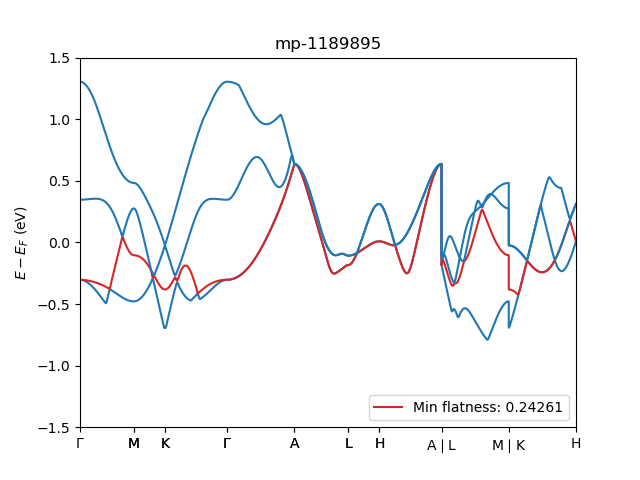 mp-1189895
1.5
1.0
0.5
0.0
−0.5
−1.0
−1.5
E − E_F (eV)
Min flatness: 0.24261
Γ M K Γ A L H A | L M | K H